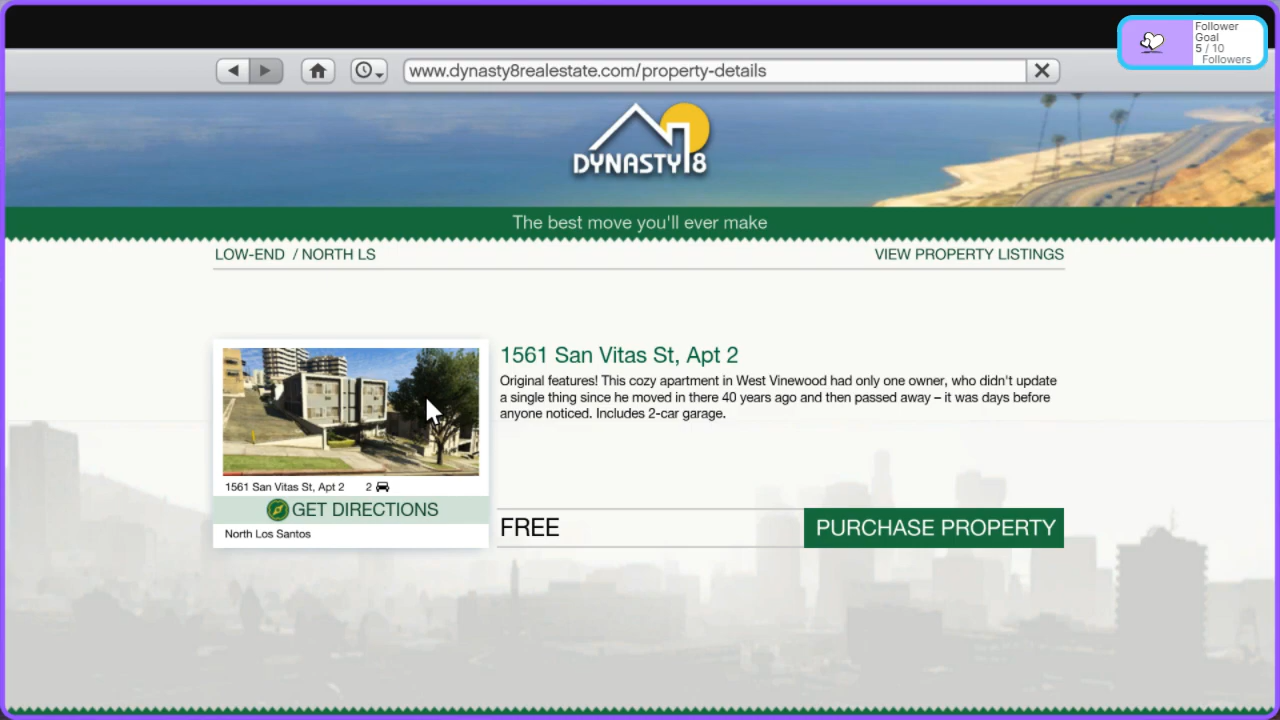 Follower
Goal
5 / 10
Followers
www.dynasty8realestate.com/property-details
DYNASTY 8
The best move you'll ever make
LOW-END / NORTH LS
VIEW PROPERTY LISTINGS
1561 San Vitas St, Apt 2
Original features! This cozy apartment in West Vinewood had only one owner, who didn't update
a single thing since he moved in there 40 years ago and then passed away – it was days before
anyone noticed. Includes 2-car garage.
1561 San Vitas St, Apt 2 2
GET DIRECTIONS
North Los Santos
FREE
PURCHASE PROPERTY